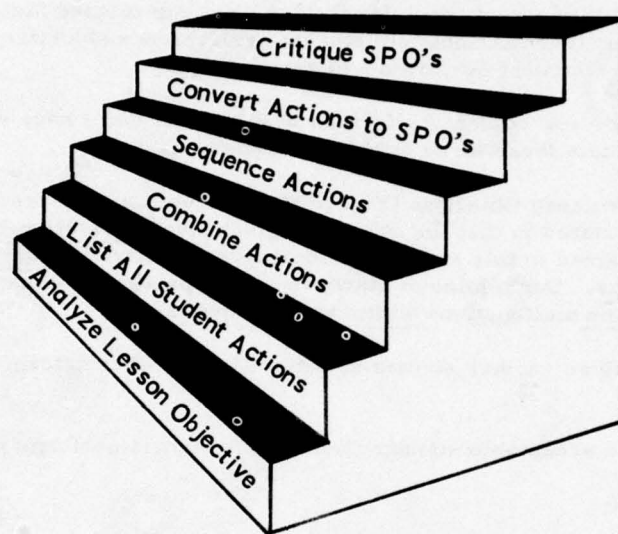 Critique SPO's
Convert Actions to SPO's
Sequence Actions
Combine Actions
List All Student Actions
Analyze Lesson Objective